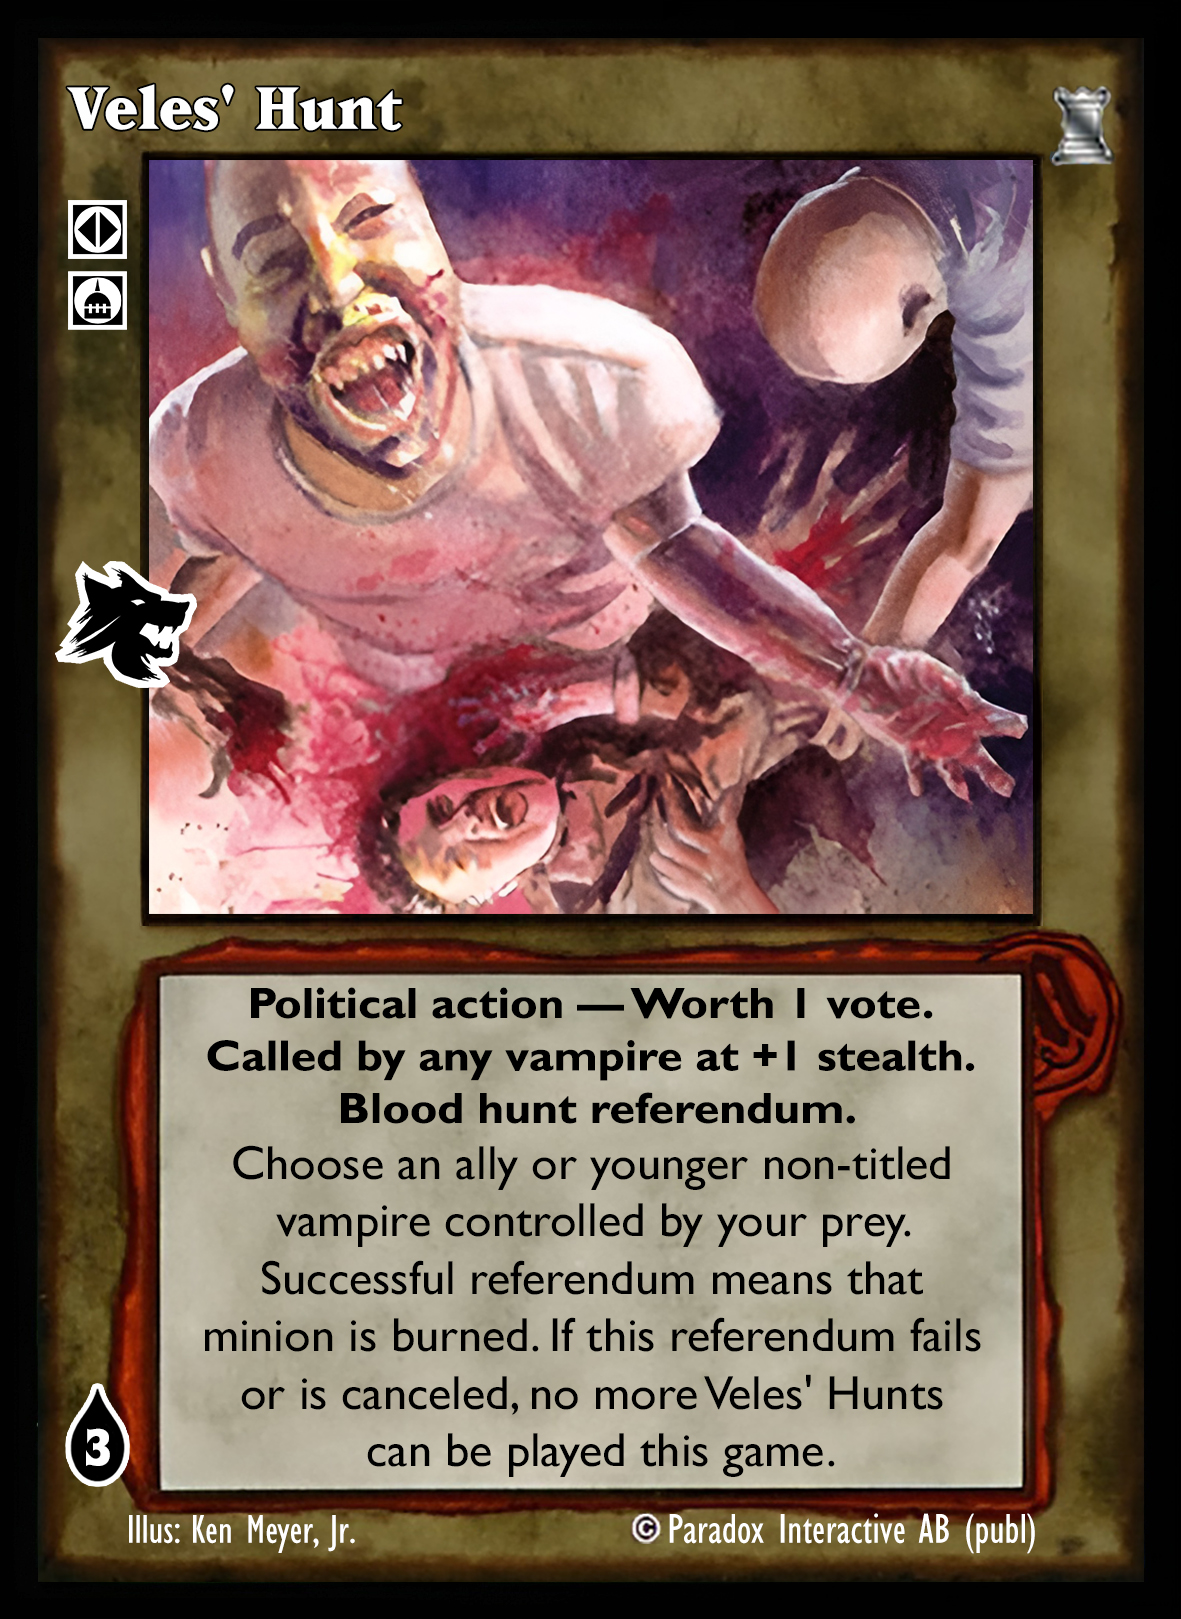 Veles' Hunt
Political action — Worth 1 vote.
Called by any vampire at +1 stealth.
Blood hunt referendum.
Choose an ally or younger non-titled
vampire controlled by your prey.
Successful referendum means that
minion is burned. If this referendum fails
or is canceled, no more Veles' Hunts
can be played this game.
3
Illus: Ken Meyer, Jr.
© Paradox Interactive AB (publ)